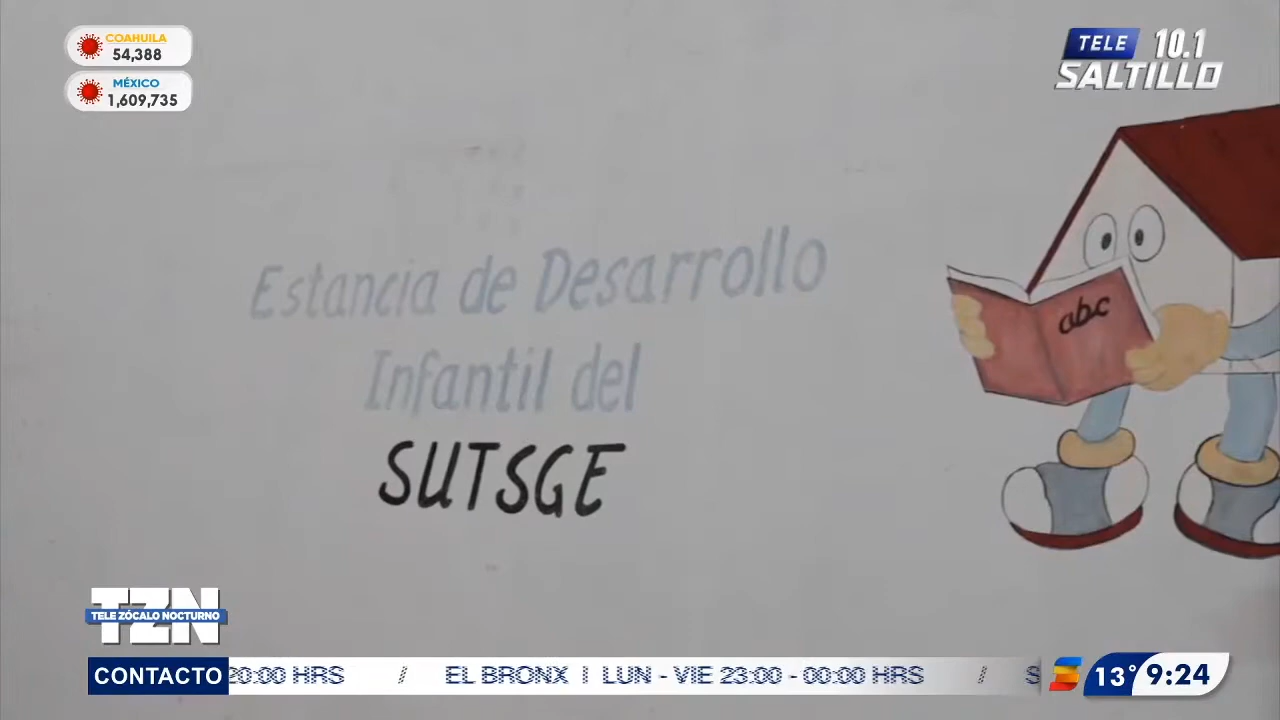 COAHUILA
54,388
MÉXICO
1,609,735
TELE 10.1
SALTILLO
Estancia de Desarrollo
Infantil del
SUTSGE
abc
TZN
TELE ZÓCALO NOCTURNO
CONTACTO 20:00 HRS / EL BRONX | LUN - VIE 23:00 - 00:00 HRS / S
13° 9:24